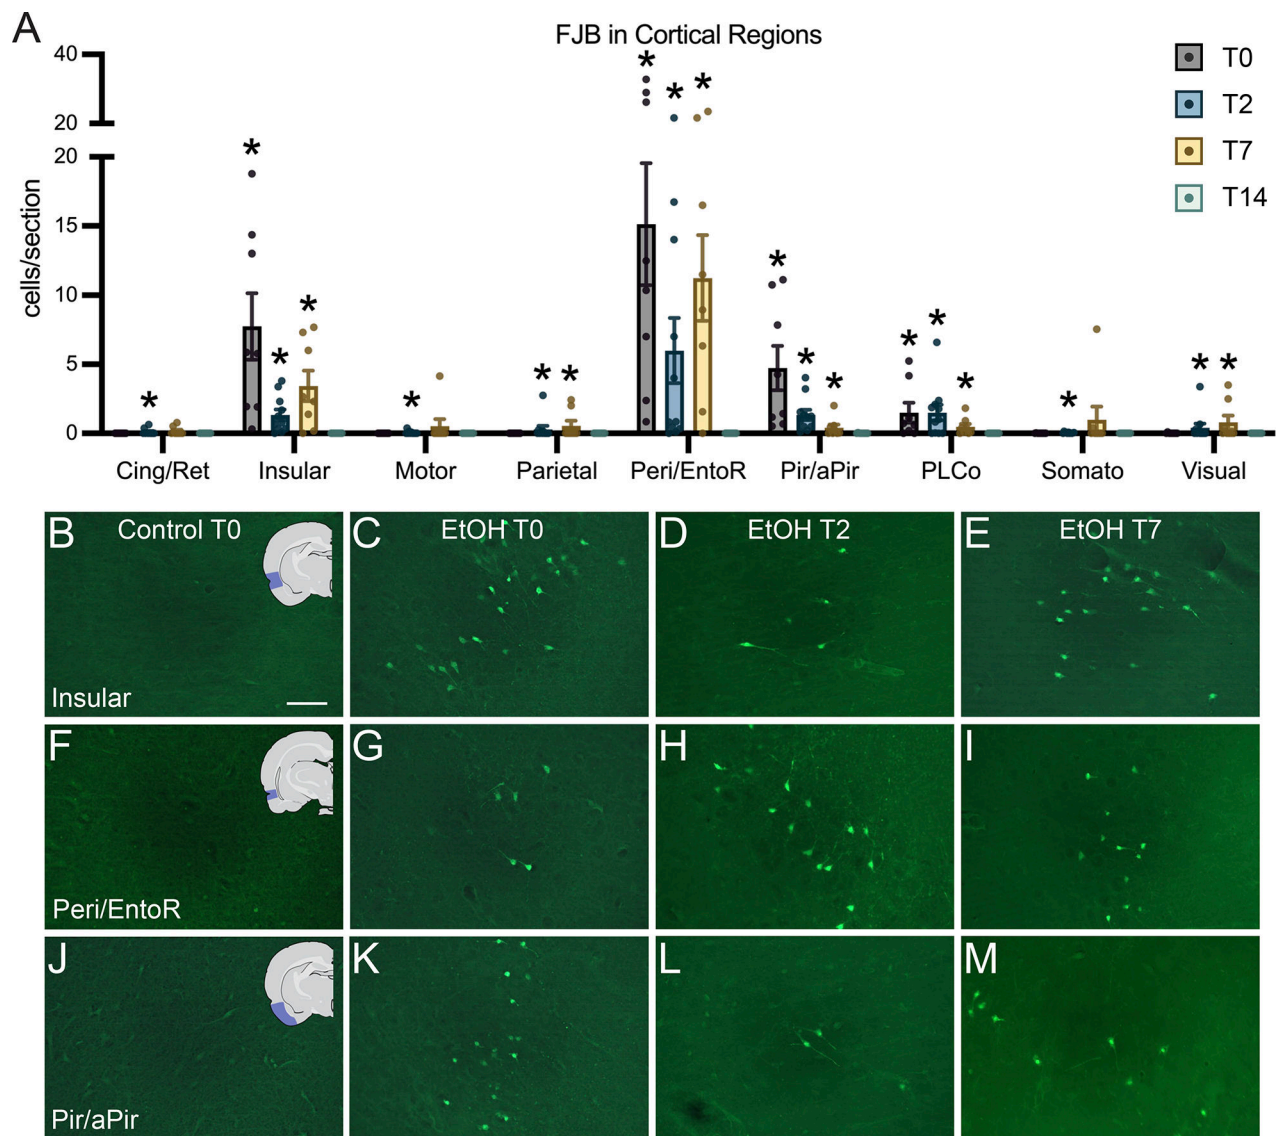 A
FJB in Cortical Regions
40
20
20
15
10
5
0
cells/section
* * * * * * * * * * * * * * * * * * *
T0
T2
T7
T14
Cing/Ret Insular Motor Parietal Peri/EntoR Pir/aPir PLCo Somato Visual
B Control T0 C EtOH T0 D EtOH T2 E EtOH T7
Insular
F G H I
Peri/EntoR
J K L M
Pir/aPir